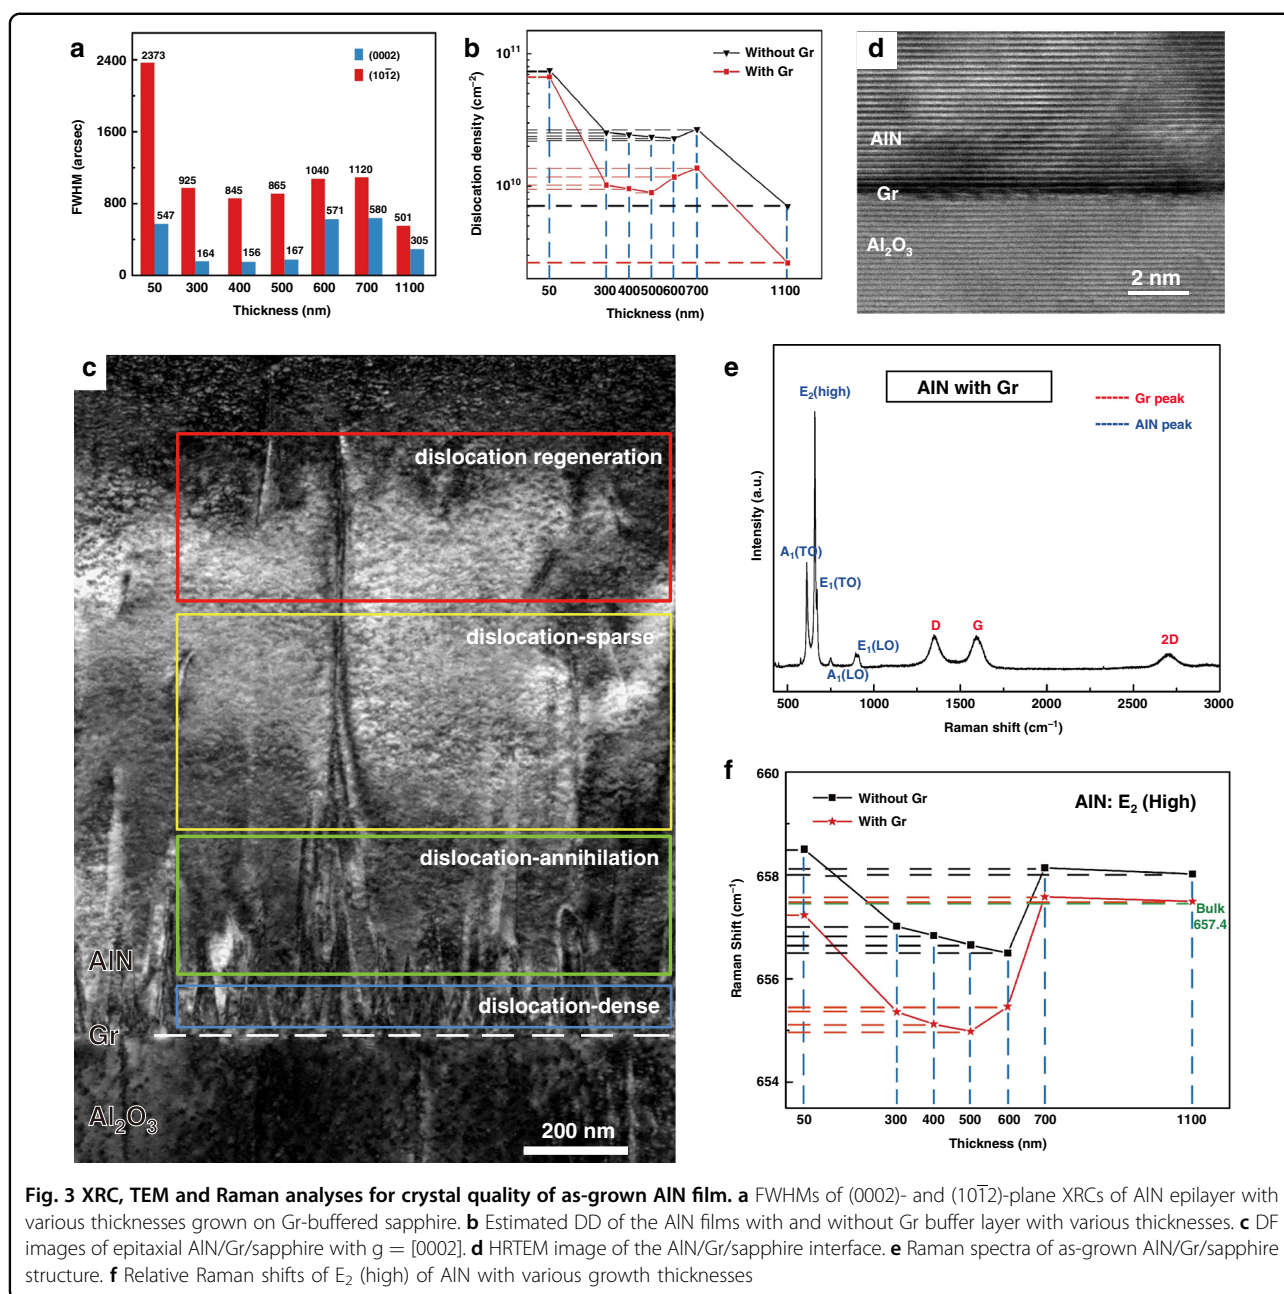 a
2400
1600
800
0
FWHM (arcsec)
(0002)
(101̅2)
2373
547
925
164
845
156
865
167
1040
571
1120
580
501
305
50 300 400 500 600 700 1100
Thickness (nm)
b
10¹¹
10¹⁰
Dislocation density (cm⁻²)
Without Gr
With Gr
50 300 400 500 600 700 1100
Thickness (nm)
d
AlN
Gr
Al₂O₃
2 nm
c
dislocation regeneration
dislocation-sparse
dislocation-annihilation
dislocation-dense
AlN
Gr
Al₂O₃
200 nm
e
AlN with Gr
Gr peak
AlN peak
Intensity (a.u.)
E₂(high)
A₁(TO)
E₁(TO)
A₁(LO)
E₁(LO)
D
G
2D
500 1000 1500 2000 2500 3000
Raman shift (cm⁻¹)
f
660
658
656
654
Raman Shift (cm⁻¹)
Without Gr
With Gr
AlN: E₂ (High)
Bulk
657.4
50 300 400 500 600 700 1100
Thickness (nm)
Fig. 3 XRC, TEM and Raman analyses for crystal quality of as-grown AlN film. a FWHMs of (0002)- and (101̅2)-plane XRCs of AlN epilayer with
various thicknesses grown on Gr-buffered sapphire. b Estimated DD of the AlN films with and without Gr buffer layer with various thicknesses. c DF
images of epitaxial AlN/Gr/sapphire with g = [0002]. d HRTEM image of the AlN/Gr/sapphire interface. e Raman spectra of as-grown AlN/Gr/sapphire
structure. f Relative Raman shifts of E₂ (high) of AlN with various growth thicknesses